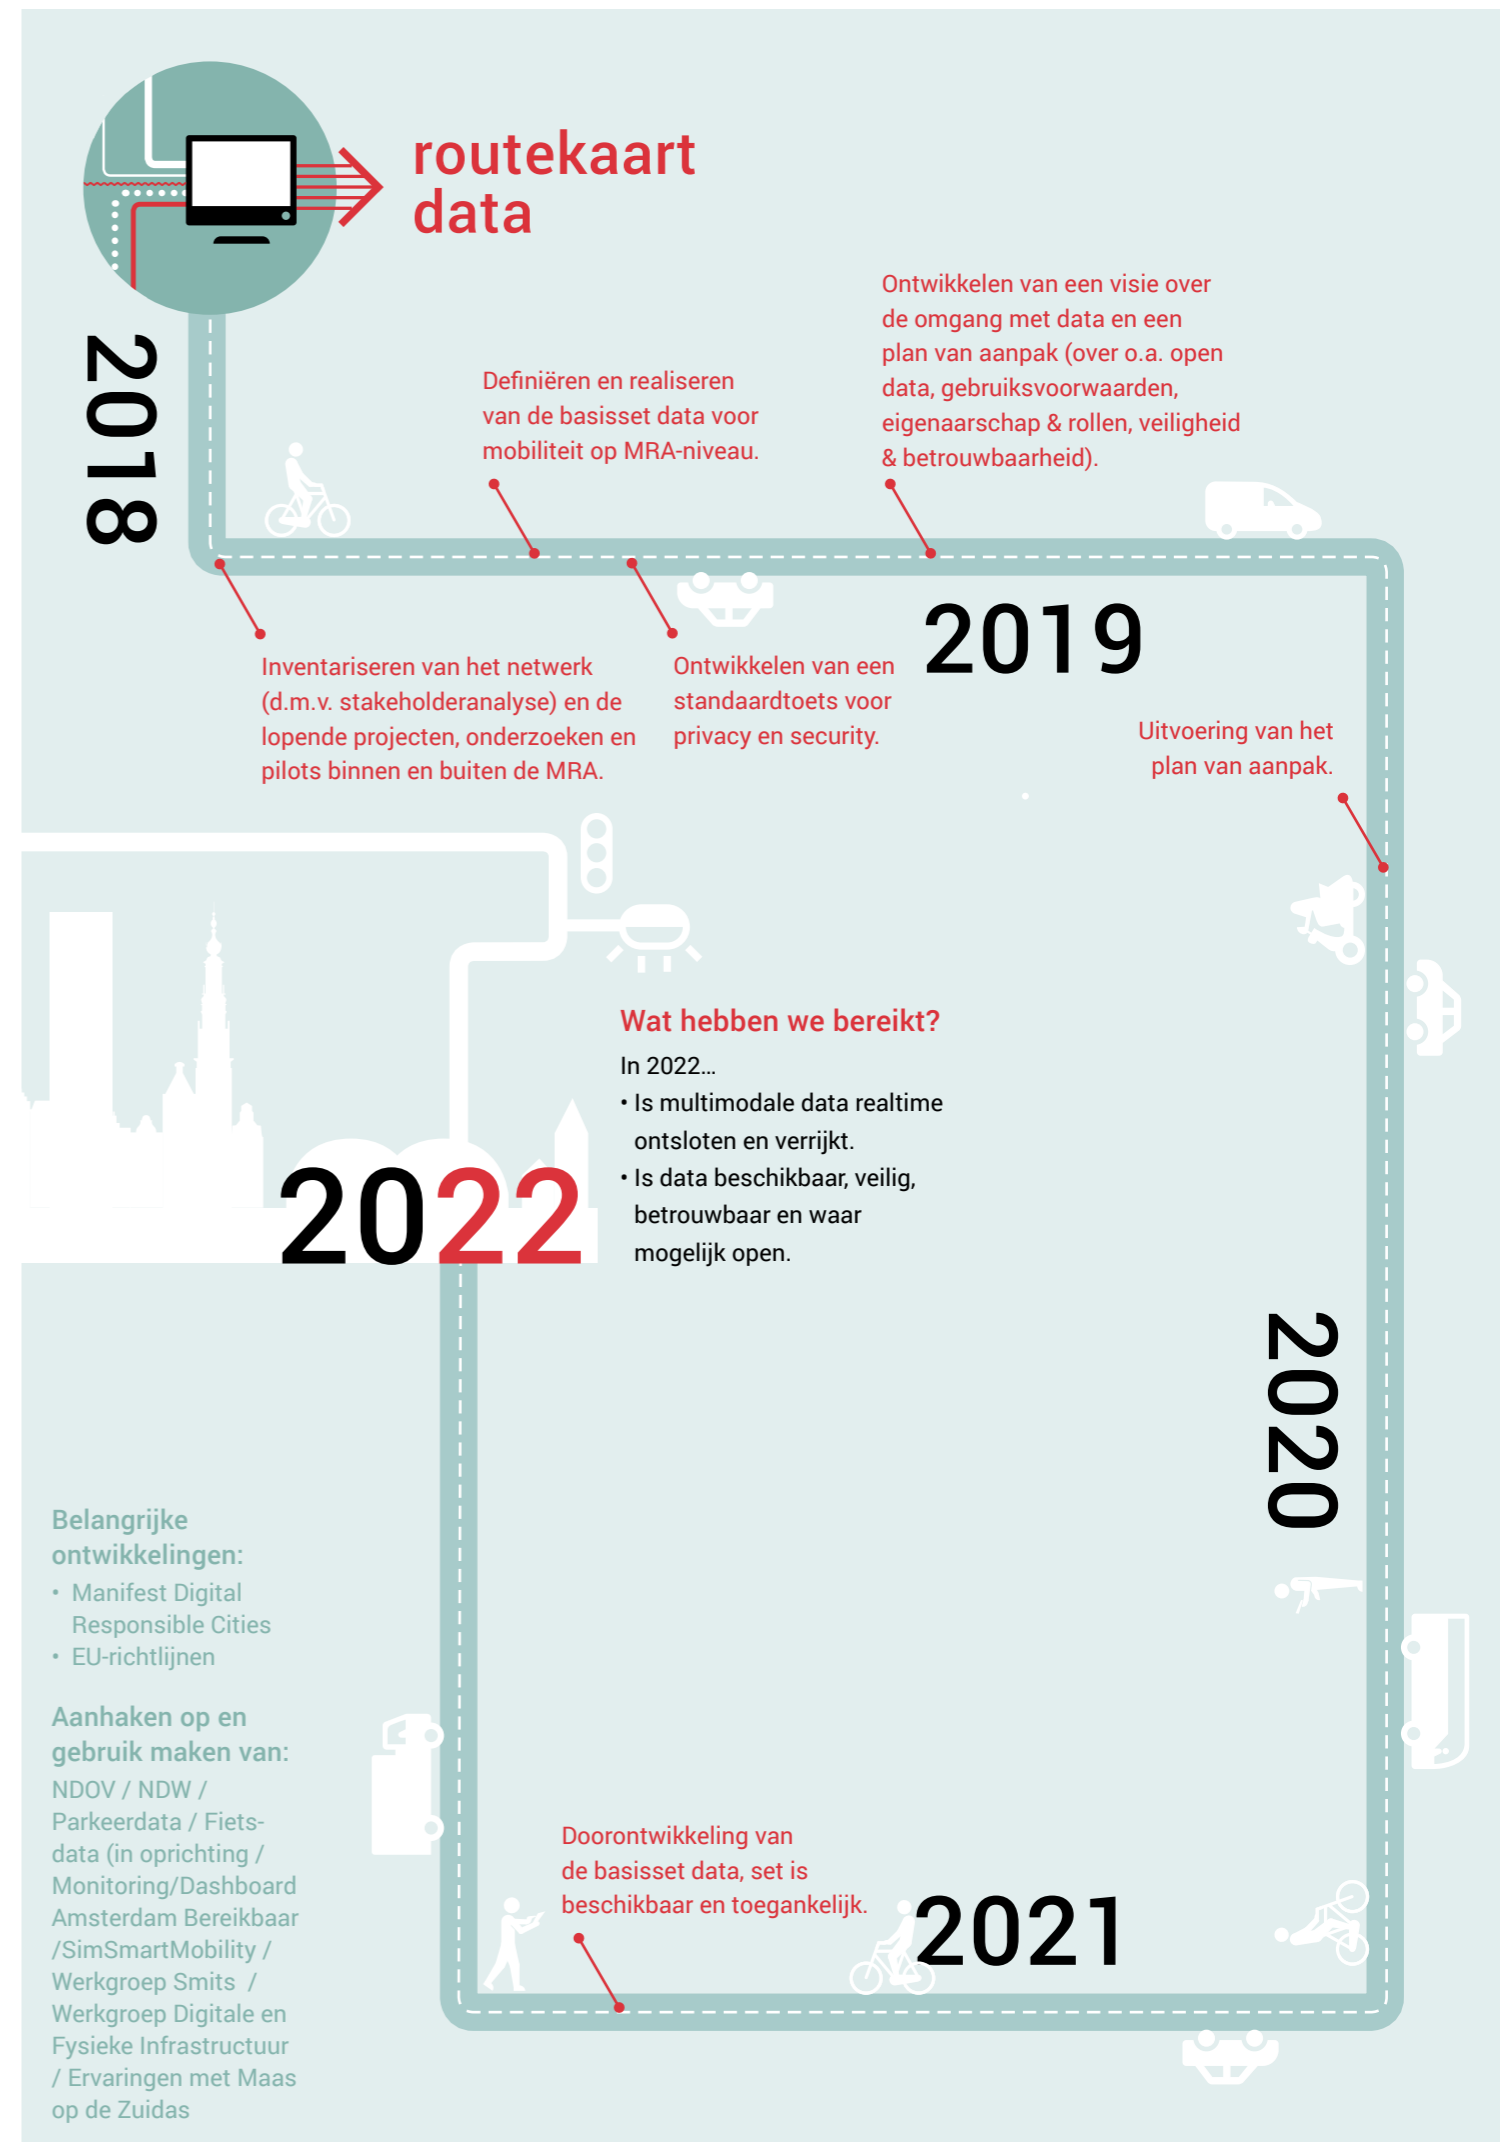 routekaart
data
2018
Ontwikkelen van een visie over
de omgang met data en een
plan van aanpak (over o.a. open
data, gebruiksvoorwaarden,
eigenaarschap & rollen, veiligheid
& betrouwbaarheid).
Definiëren en realiseren
van de basisset data voor
mobiliteit op MRA-niveau.
2019
Inventariseren van het netwerk
(d.m.v. stakeholderanalyse) en de
lopende projecten, onderzoeken en
pilots binnen en buiten de MRA.
Ontwikkelen van een
standaardtoets voor
privacy en security.
Uitvoering van het
plan van aanpak.
Wat hebben we bereikt?
In 2022…
• Is multimodale data realtime
ontsloten en verrijkt.
• Is data beschikbaar, veilig,
betrouwbaar en waar
mogelijk open.
2022
2020
Belangrijke
ontwikkelingen:
• Manifest Digital
Responsible Cities
• EU-richtlijnen
Aanhaken op en
gebruik maken van:
NDOV / NDW /
Parkeerdata / Fiets-
data (in oprichting /
Monitoring/Dashboard
Amsterdam Bereikbaar
/SimSmartMobility /
Werkgroep Smits /
Werkgroep Digitale en
Fysieke Infrastructuur
/ Ervaringen met Maas
op de Zuidas
Doorontwikkeling van
de basisset data, set is
beschikbaar en toegankelijk.
2021